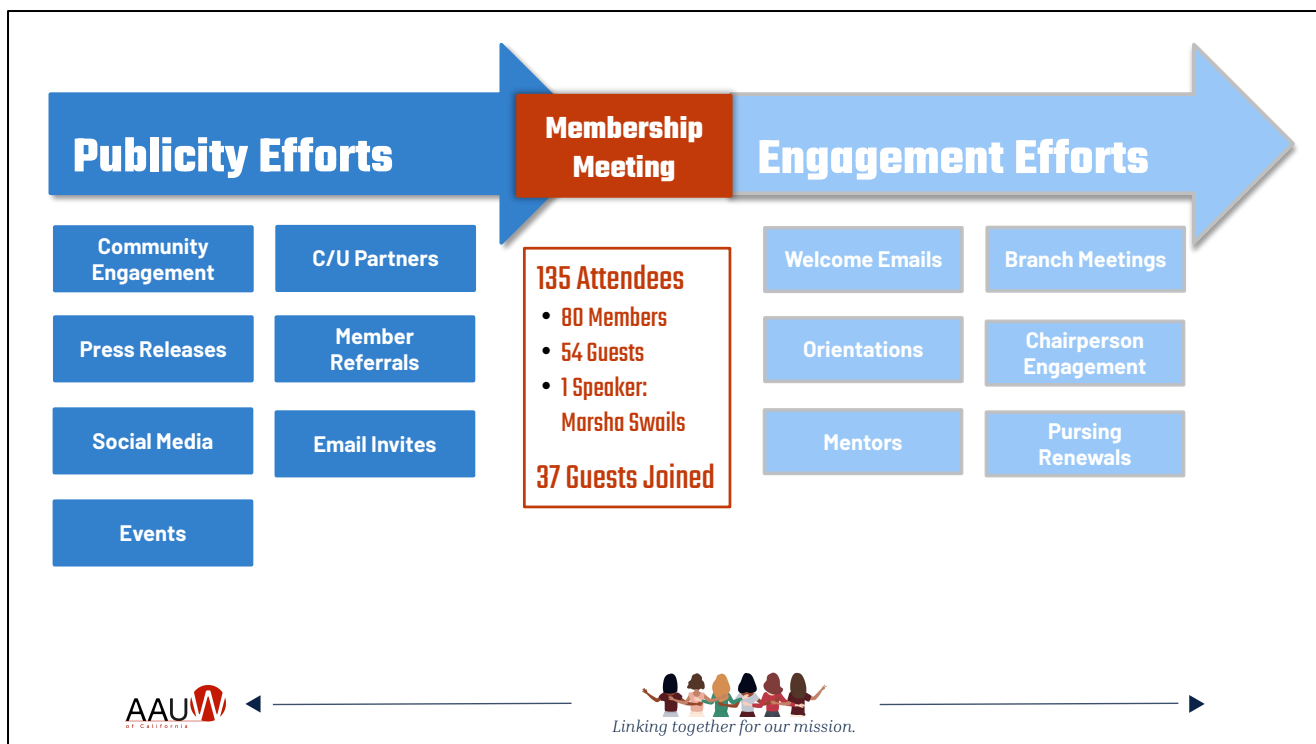 Publicity Efforts
Membership
Meeting
Engagement Efforts
Community
Engagement
C/U Partners
Press Releases
Member
Referrals
Social Media
Email Invites
Events
135 Attendees
• 80 Members
• 54 Guests
• 1 Speaker:
Marsha Swails
37 Guests Joined
Welcome Emails
Branch Meetings
Orientations
Chairperson
Engagement
Mentors
Pursing
Renewals
AAUW
of California
Linking together for our mission.